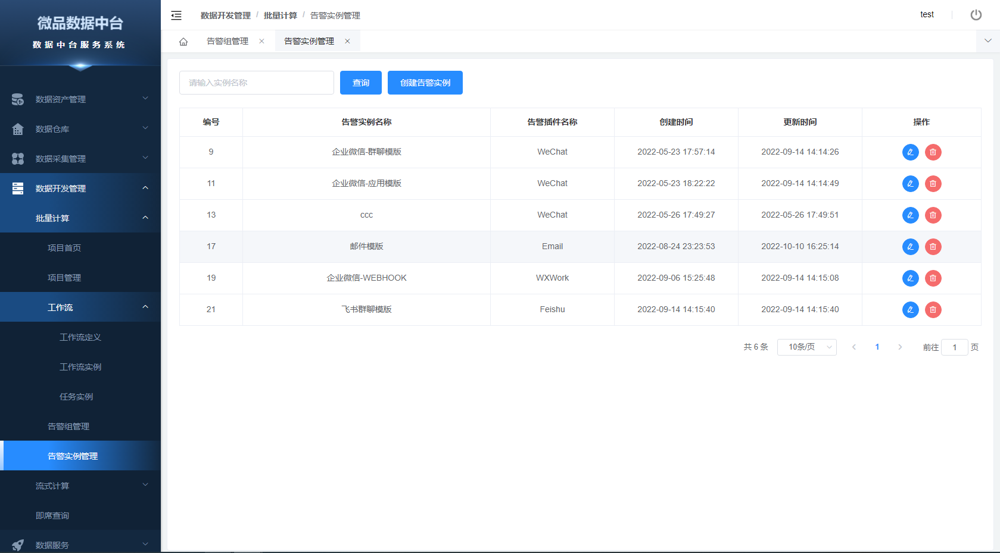 微品数据中台
数据中台服务系统
数据资产管理
数据仓库
数据采集管理
数据开发管理
批量计算
项目首页
项目管理
工作流
工作流定义
工作流实例
任务实例
告警组管理
告警实例管理
流式计算
即席查询
数据服务
数据开发管理 / 批量计算 / 告警实例管理
test
告警组管理 告警实例管理
请输入实例名称 查询 创建告警实例
编号 告警实例名称 告警插件名称 创建时间 更新时间 操作
9 企业微信-群聊模版 WeChat 2022-05-23 17:57:14 2022-09-14 14:14:26
11 企业微信-应用模版 WeChat 2022-05-23 18:22:22 2022-09-14 14:14:49
13 ccc WeChat 2022-05-26 17:49:27 2022-05-26 17:49:51
17 邮件模版 Email 2022-08-24 23:23:53 2022-10-10 16:25:14
19 企业微信-WEBHOOK WXWork 2022-09-06 15:25:48 2022-09-14 14:15:08
21 飞书群聊模版 Feishu 2022-09-14 14:15:40 2022-09-14 14:15:40
共 6 条 10条/页 1 前往 1 页